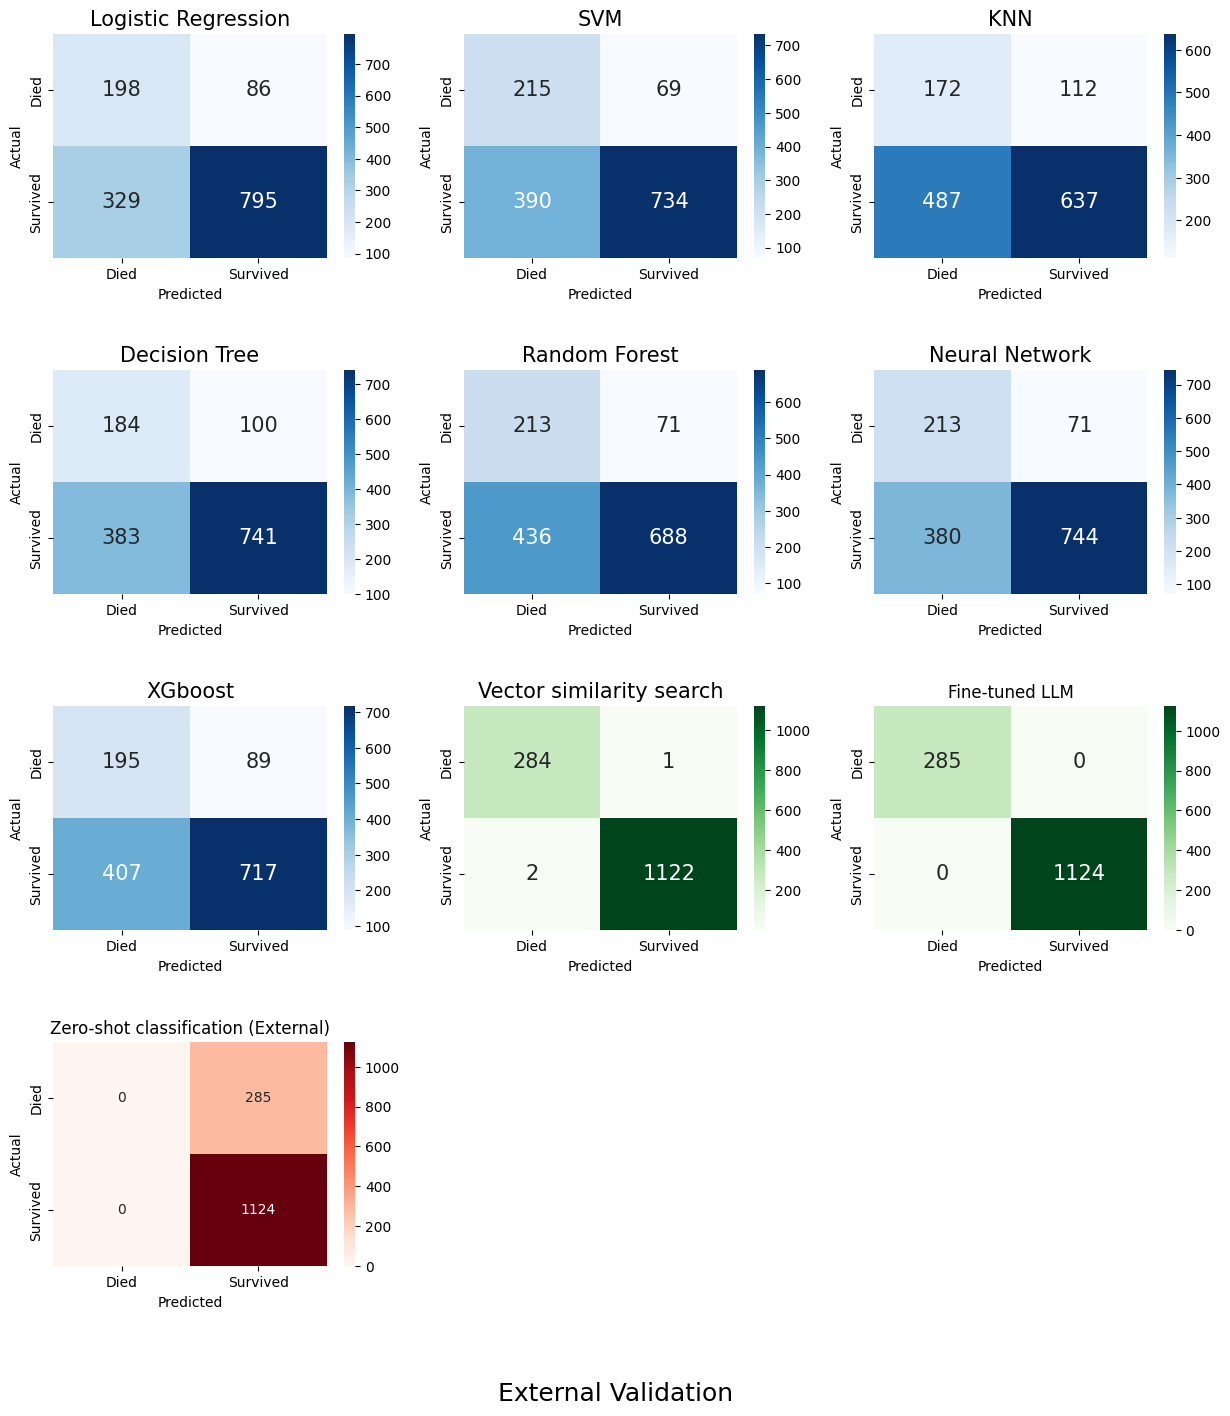 Logistic Regression
SVM
KNN
Actual
Died
Survived
198 86
329 795
Died Survived
Predicted
700
600
500
400
300
200
100
Actual
Died
Survived
215 69
390 734
Died Survived
Predicted
700
600
500
400
300
200
100
Actual
Died
Survived
172 112
487 637
Died Survived
Predicted
600
500
400
300
200
Decision Tree
Random Forest
Neural Network
Actual
Died
Survived
184 100
383 741
Died Survived
Predicted
700
600
500
400
300
200
100
Actual
Died
Survived
213 71
436 688
Died Survived
Predicted
600
500
400
300
200
100
Actual
Died
Survived
213 71
380 744
Died Survived
Predicted
700
600
500
400
300
200
100
XGboost
Vector similarity search
Fine-tuned LLM
Actual
Died
Survived
195 89
407 717
Died Survived
Predicted
700
600
500
400
300
200
100
Actual
Died
Survived
284 1
2 1122
Died Survived
Predicted
1000
800
600
400
200
Actual
Died
Survived
285 0
0 1124
Died Survived
Predicted
1000
800
600
400
200
0
Zero-shot classification (External)
Actual
Died
Survived
0 285
0 1124
Died Survived
Predicted
1000
800
600
400
200
0
External Validation